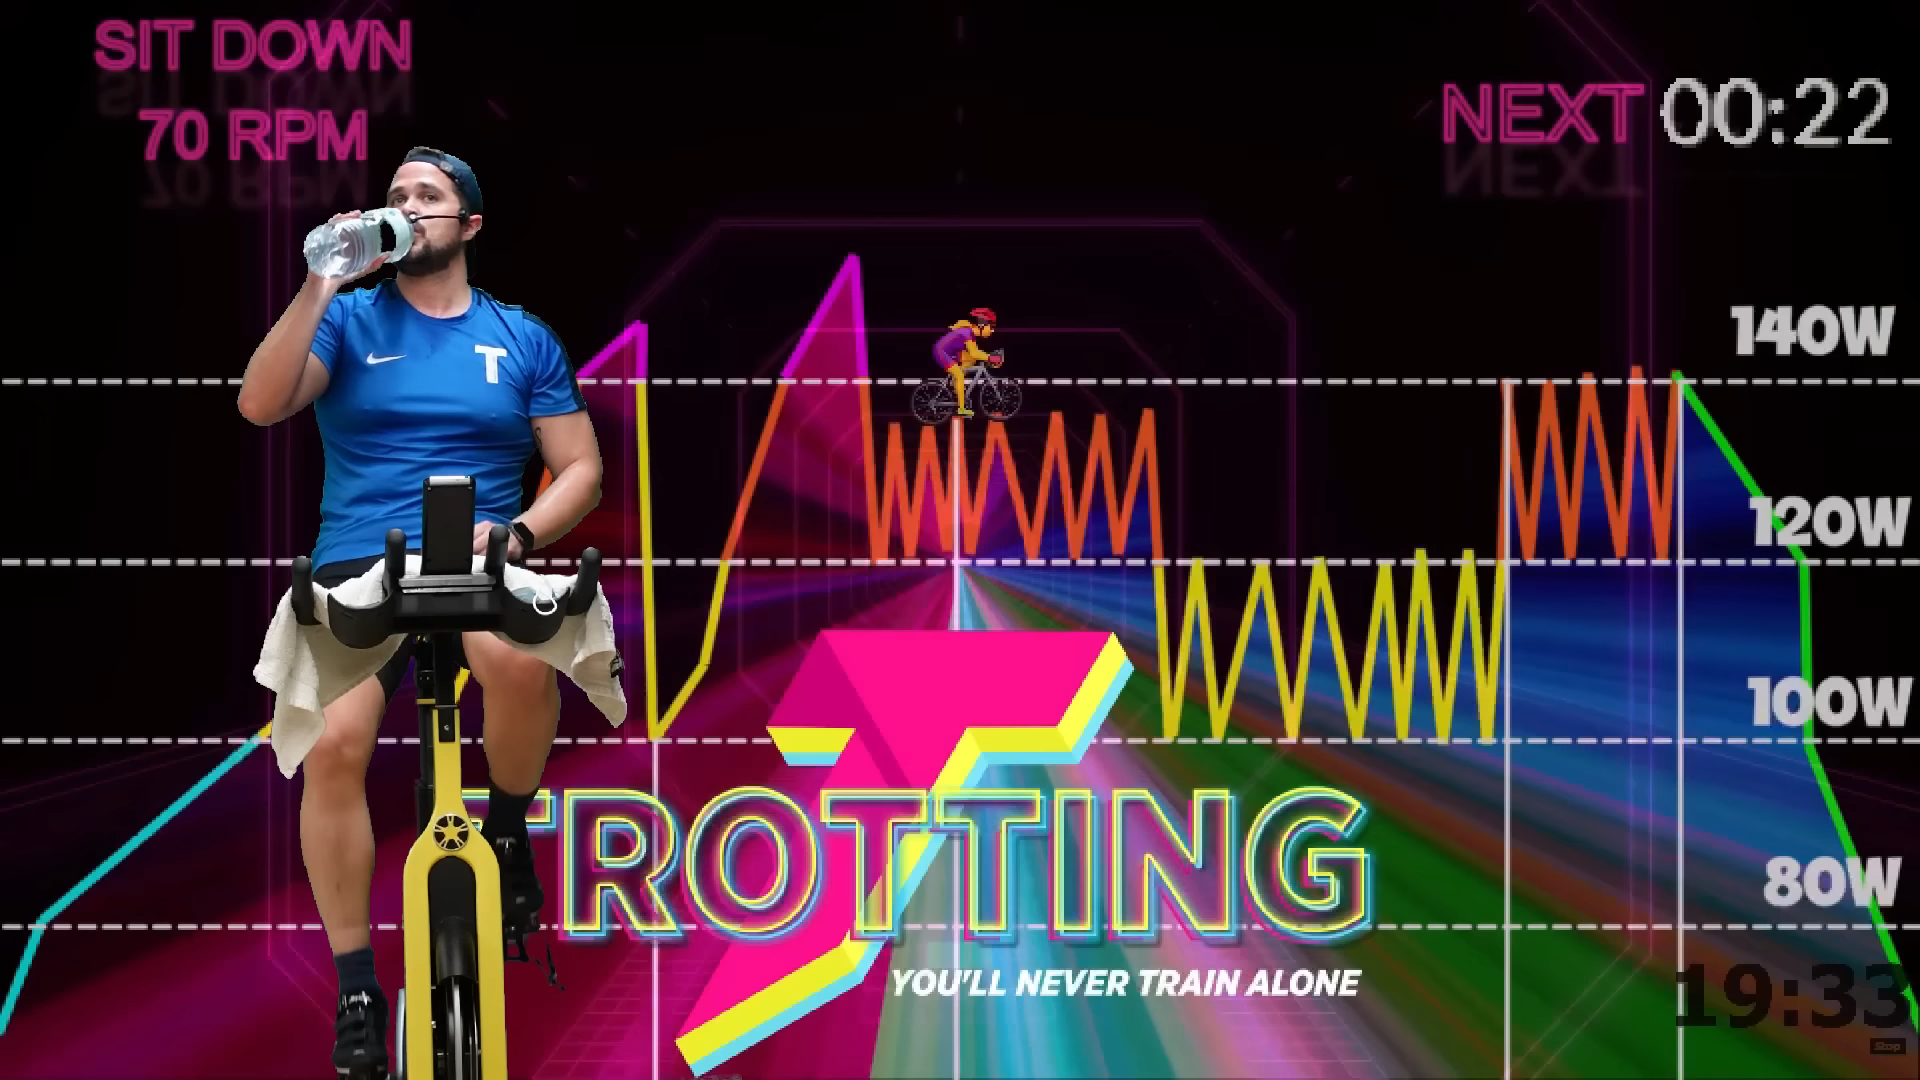 SIT DOWN
70 RPM
NEXT 00:22
140W
120W
100W
80W
T
TROTTING
YOU'LL NEVER TRAIN ALONE
19:33
Stop